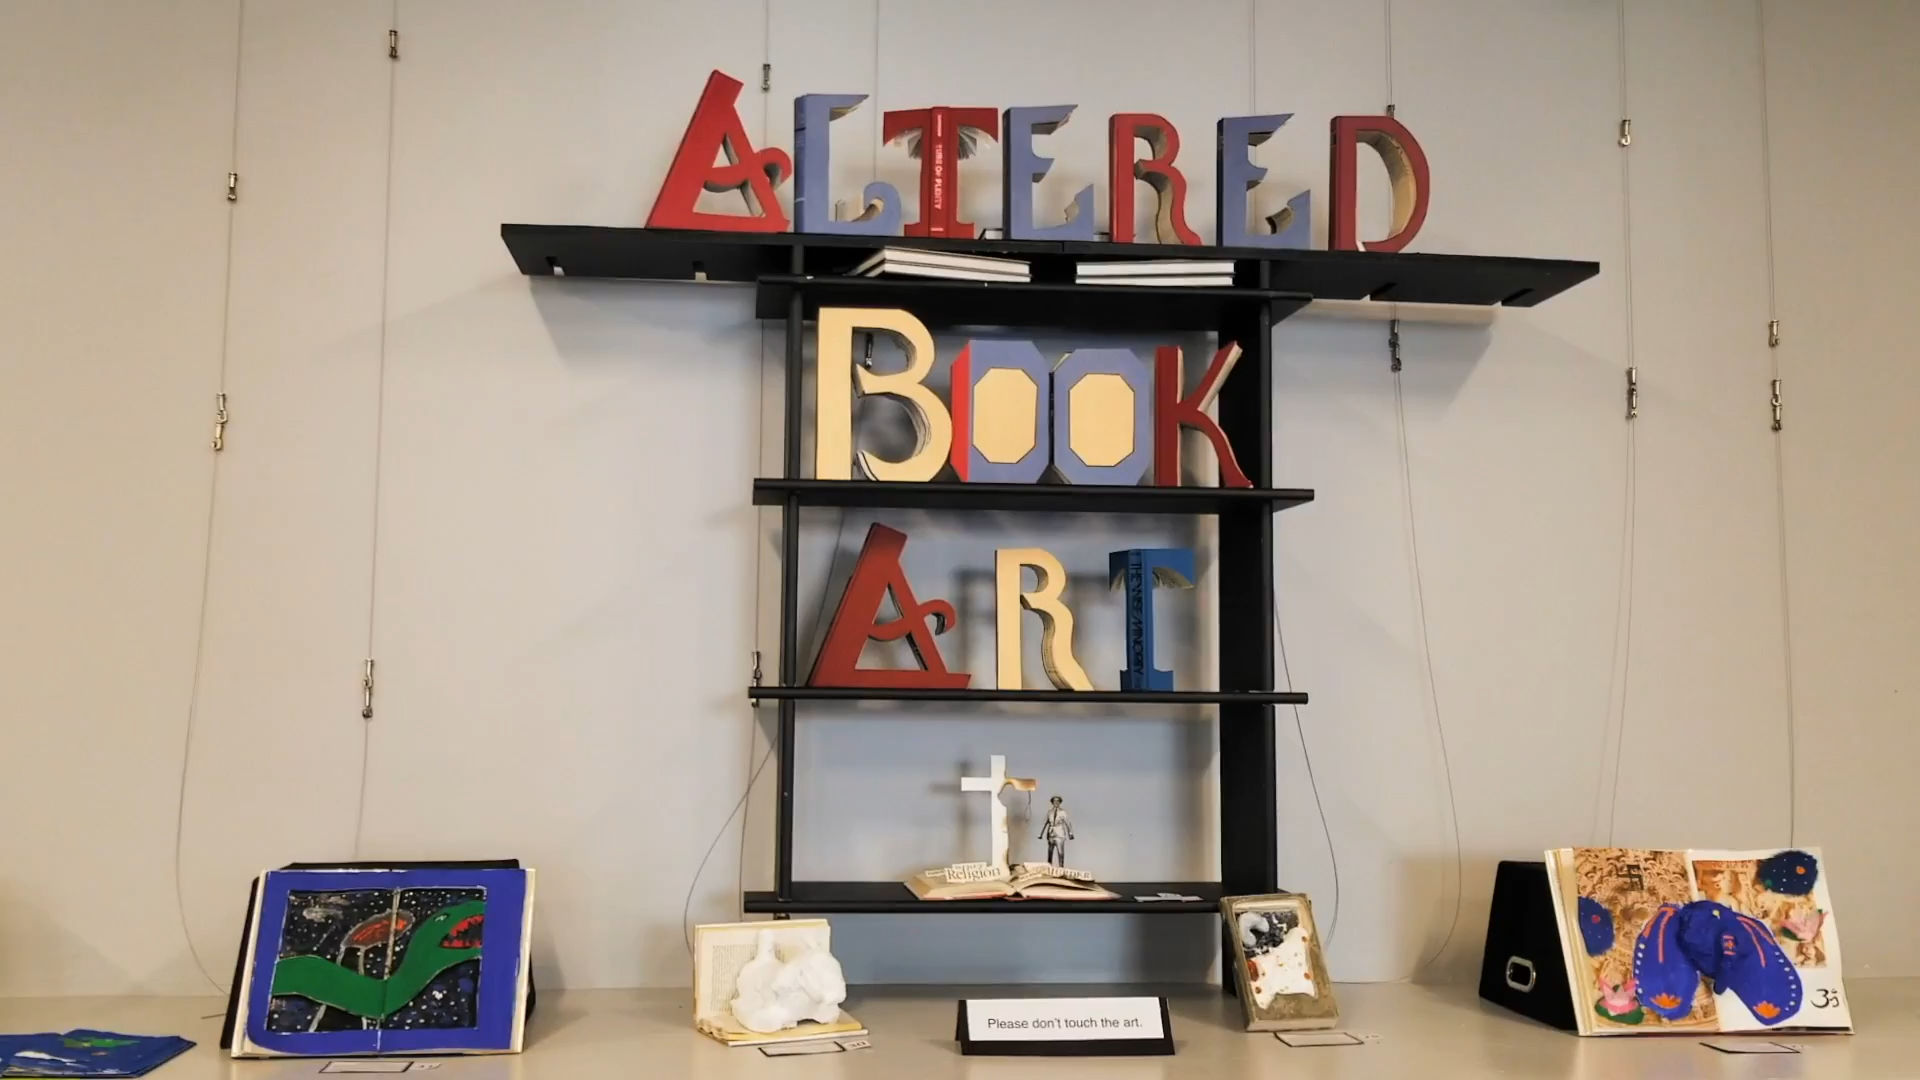 ALTERED
BOOK
ART
Religion
Please don't touch the art.